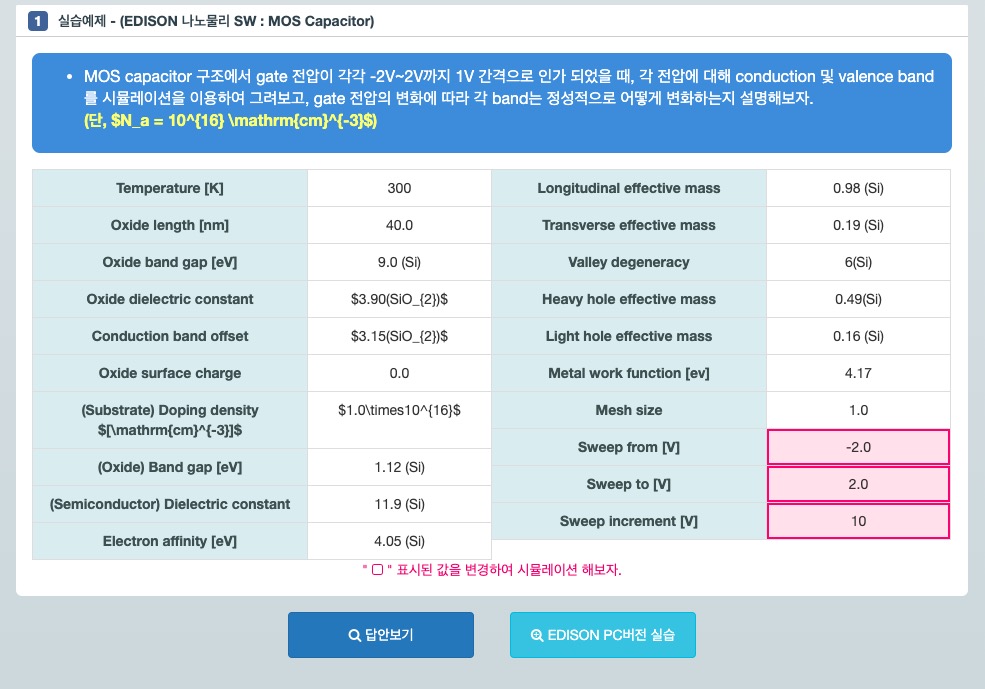 1 실습예제 - (EDISON 나노물리 SW : MOS Capacitor)
• MOS capacitor 구조에서 gate 전압이 각각 -2V~2V까지 1V 간격으로 인가 되었을 때, 각 전압에 대해 conduction 및 valence band
를 시뮬레이션을 이용하여 그려보고, gate 전압의 변화에 따라 각 band는 정성적으로 어떻게 변화하는지 설명해보자.
(단, $N_a = 10^{16} \mathrm{cm}^{-3}$)
Temperature [K] 300
Oxide length [nm] 40.0
Oxide band gap [eV] 9.0 (Si)
Oxide dielectric constant $3.90(SiO_{2})$
Conduction band offset $3.15(SiO_{2})$
Oxide surface charge 0.0
(Substrate) Doping density $1.0\times10^{16}$
$[\mathrm{cm}^{-3}]$
(Oxide) Band gap [eV] 1.12 (Si)
(Semiconductor) Dielectric constant 11.9 (Si)
Electron affinity [eV] 4.05 (Si)
Longitudinal effective mass 0.98 (Si)
Transverse effective mass 0.19 (Si)
Valley degeneracy 6(Si)
Heavy hole effective mass 0.49(Si)
Light hole effective mass 0.16 (Si)
Metal work function [ev] 4.17
Mesh size 1.0
Sweep from [V] -2.0
Sweep to [V] 2.0
Sweep increment [V] 10
" □ " 표시된 값을 변경하여 시뮬레이션 해보자.
답안보기
EDISON PC버전 실습